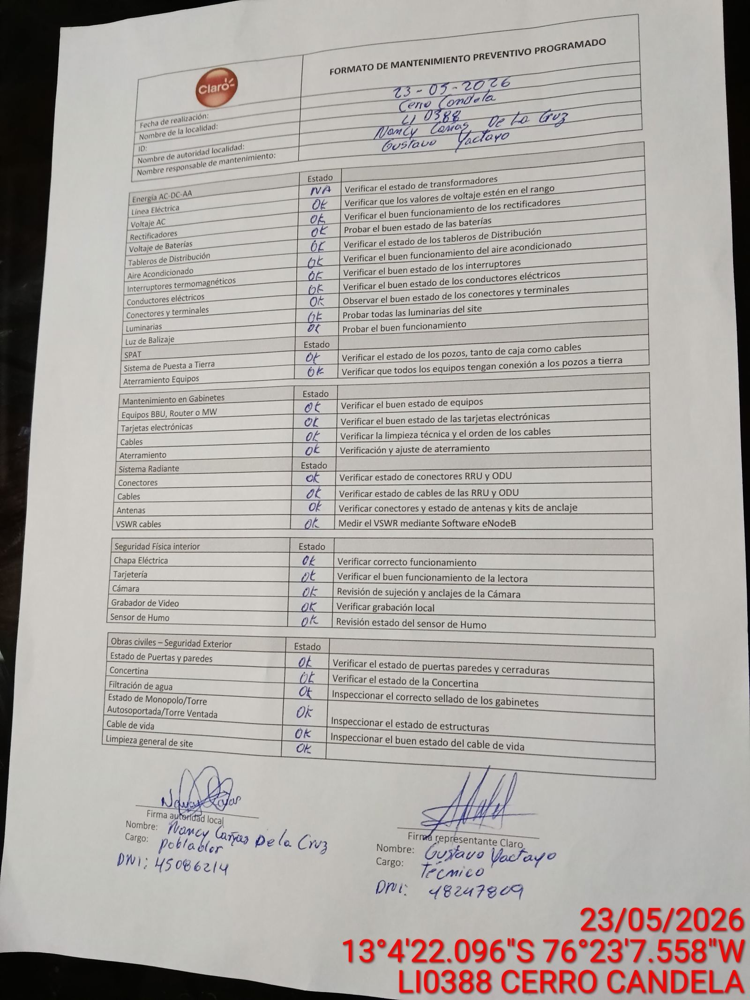 Claro
FORMATO DE MANTENIMIENTO PREVENTIVO PROGRAMADO
Fecha de realización: 23-05-2026
Nombre de la localidad: Cerro Candela
ID: LI 0388
Nombre de autoridad localidad: Nancy Cañas De La Cruz
Nombre responsable de mantenimiento: Gustavo Yactayo
Energía AC-DC-AA Estado
Línea Eléctrica NA Verificar el estado de transformadores
Voltaje AC OK Verificar que los valores de voltaje estén en el rango
Rectificadores OK Verificar el buen funcionamiento de los rectificadores
Voltaje de Baterías OK Probar el buen estado de las baterías
Tableros de Distribución OK Verificar el estado de los tableros de Distribución
Aire Acondicionado OK Verificar el buen funcionamiento del aire acondicionado
Interruptores termomagnéticos OK Verificar el buen estado de los interruptores
Conductores eléctricos OK Verificar el buen estado de los conductores eléctricos
Conectores y terminales OK Observar el buen estado de los conectores y terminales
Luminarias OK Probar todas las luminarias del site
Luz de Balizaje OK Probar el buen funcionamiento
SPAT Estado
Sistema de Puesta a Tierra OK Verificar el estado de los pozos, tanto de caja como cables
Aterramiento Equipos OK Verificar que todos los equipos tengan conexión a los pozos a tierra
Mantenimiento en Gabinetes Estado
Equipos BBU, Router o MW OK Verificar el buen estado de equipos
Tarjetas electrónicas OK Verificar el buen estado de las tarjetas electrónicas
Cables OK Verificar la limpieza técnica y el orden de los cables
Aterramiento OK Verificación y ajuste de aterramiento
Sistema Radiante Estado
Conectores OK Verificar estado de conectores RRU y ODU
Cables OK Verificar estado de cables de las RRU y ODU
Antenas OK Verificar conectores y estado de antenas y kits de anclaje
VSWR cables OK Medir el VSWR mediante Software eNodeB
Seguridad Física interior Estado
Chapa Eléctrica OK Verificar correcto funcionamiento
Tarjetería OK Verificar el buen funcionamiento de la lectora
Cámara OK Revisión de sujeción y anclajes de la Cámara
Grabador de Video OK Verificar grabación local
Sensor de Humo OK Revisión estado del sensor de Humo
Obras civiles – Seguridad Exterior Estado
Estado de Puertas y paredes OK Verificar el estado de puertas paredes y cerraduras
Concertina OK Verificar el estado de la Concertina
Filtración de agua OK Inspeccionar el correcto sellado de los gabinetes
Estado de Monopolo/Torre
Autosoportada/Torre Ventada OK Inspeccionar el estado de estructuras
Cable de vida OK Inspeccionar el buen estado del cable de vida
Limpieza general de site OK
Firma autoridad local
Nombre: Nancy Cañas De la Cruz
Cargo: Poblador
DNI: 45086214
Firma representante Claro
Nombre: Gustavo Yactayo
Cargo: Técnico
DNI: 48247809
23/05/2026
13°4'22.096"S 76°23'7.558"W
LI0388 CERRO CANDELA